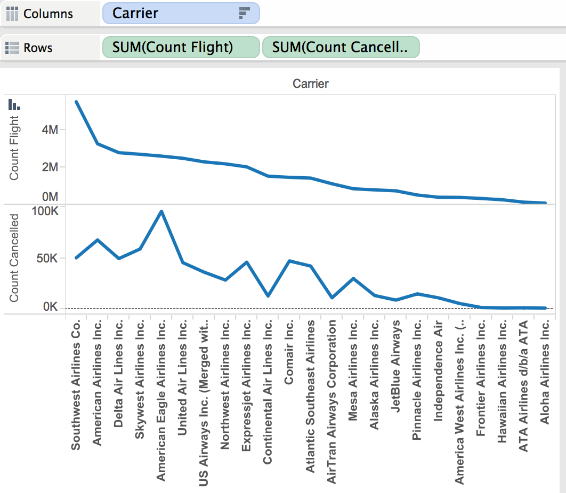 Columns
Carrier
Rows
SUM(Count Flight)
SUM(Count Cancell..
Carrier
Count Flight
4M
2M
0M
Count Cancelled
100K
50K
0K
Southwest Airlines Co.
American Airlines Inc.
Delta Air Lines Inc.
Skywest Airlines Inc.
American Eagle Airlines Inc.
United Air Lines Inc.
US Airways Inc. (Merged wit..
Northwest Airlines Inc.
Expressjet Airlines Inc.
Continental Air Lines Inc.
Comair Inc.
Atlantic Southeast Airlines
AirTran Airways Corporation
Mesa Airlines Inc.
Alaska Airlines Inc.
JetBlue Airways
Pinnacle Airlines Inc.
Independence Air
America West Airlines Inc. (..
Frontier Airlines Inc.
Hawaiian Airlines Inc.
ATA Airlines d/b/a ATA
Aloha Airlines Inc.